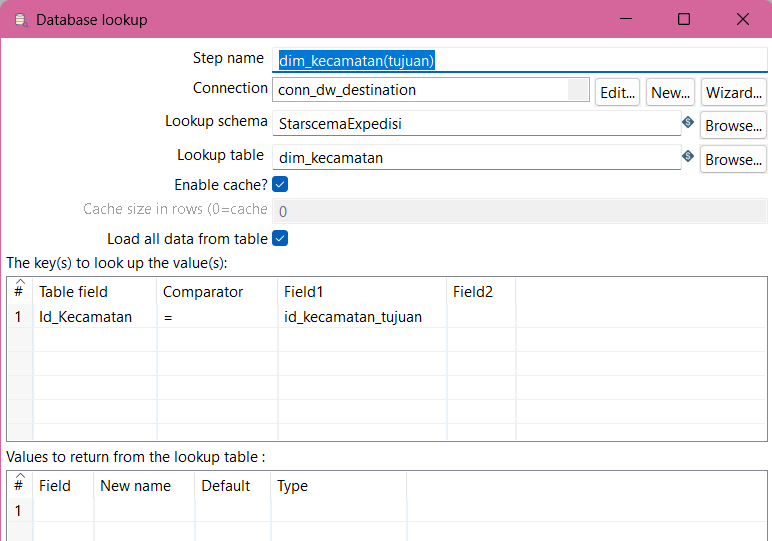 Database lookup
Step name dim_kecamatan(tujuan)
Connection conn_dw_destination Edit... New... Wizard...
Lookup schema StarscemaExpedisi Browse...
Lookup table dim_kecamatan Browse...
Enable cache?
Cache size in rows (0=cache 0
Load all data from table
The key(s) to look up the value(s):
# Table field Comparator Field1 Field2
1 Id_Kecamatan = id_kecamatan_tujuan
Values to return from the lookup table :
# Field New name Default Type
1